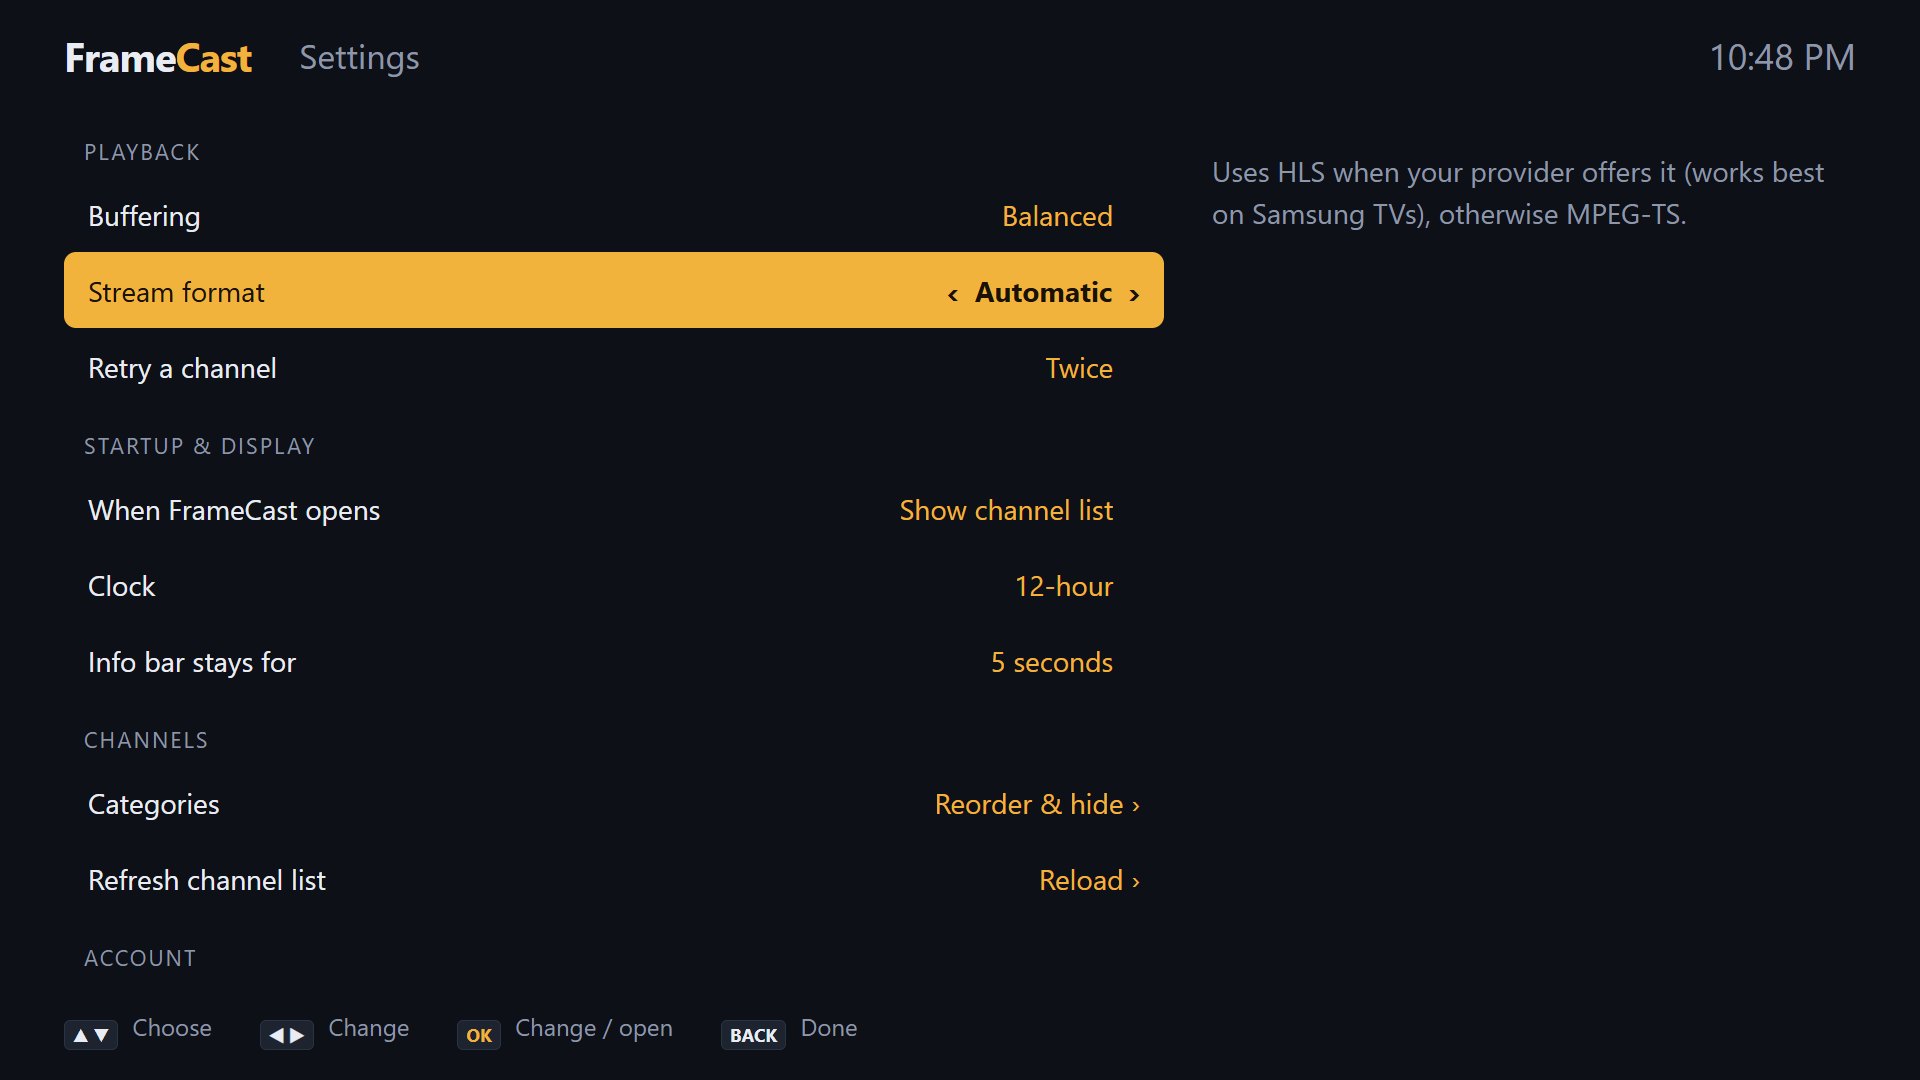 FrameCast Settings 10:48 PM
PLAYBACK
Buffering Balanced
Stream format ‹ Automatic ›
Retry a channel Twice
STARTUP & DISPLAY
When FrameCast opens Show channel list
Clock 12-hour
Info bar stays for 5 seconds
CHANNELS
Categories Reorder & hide ›
Refresh channel list Reload ›
ACCOUNT
Uses HLS when your provider offers it (works best
on Samsung TVs), otherwise MPEG-TS.
▲▼ Choose ◀▶ Change OK Change / open BACK Done